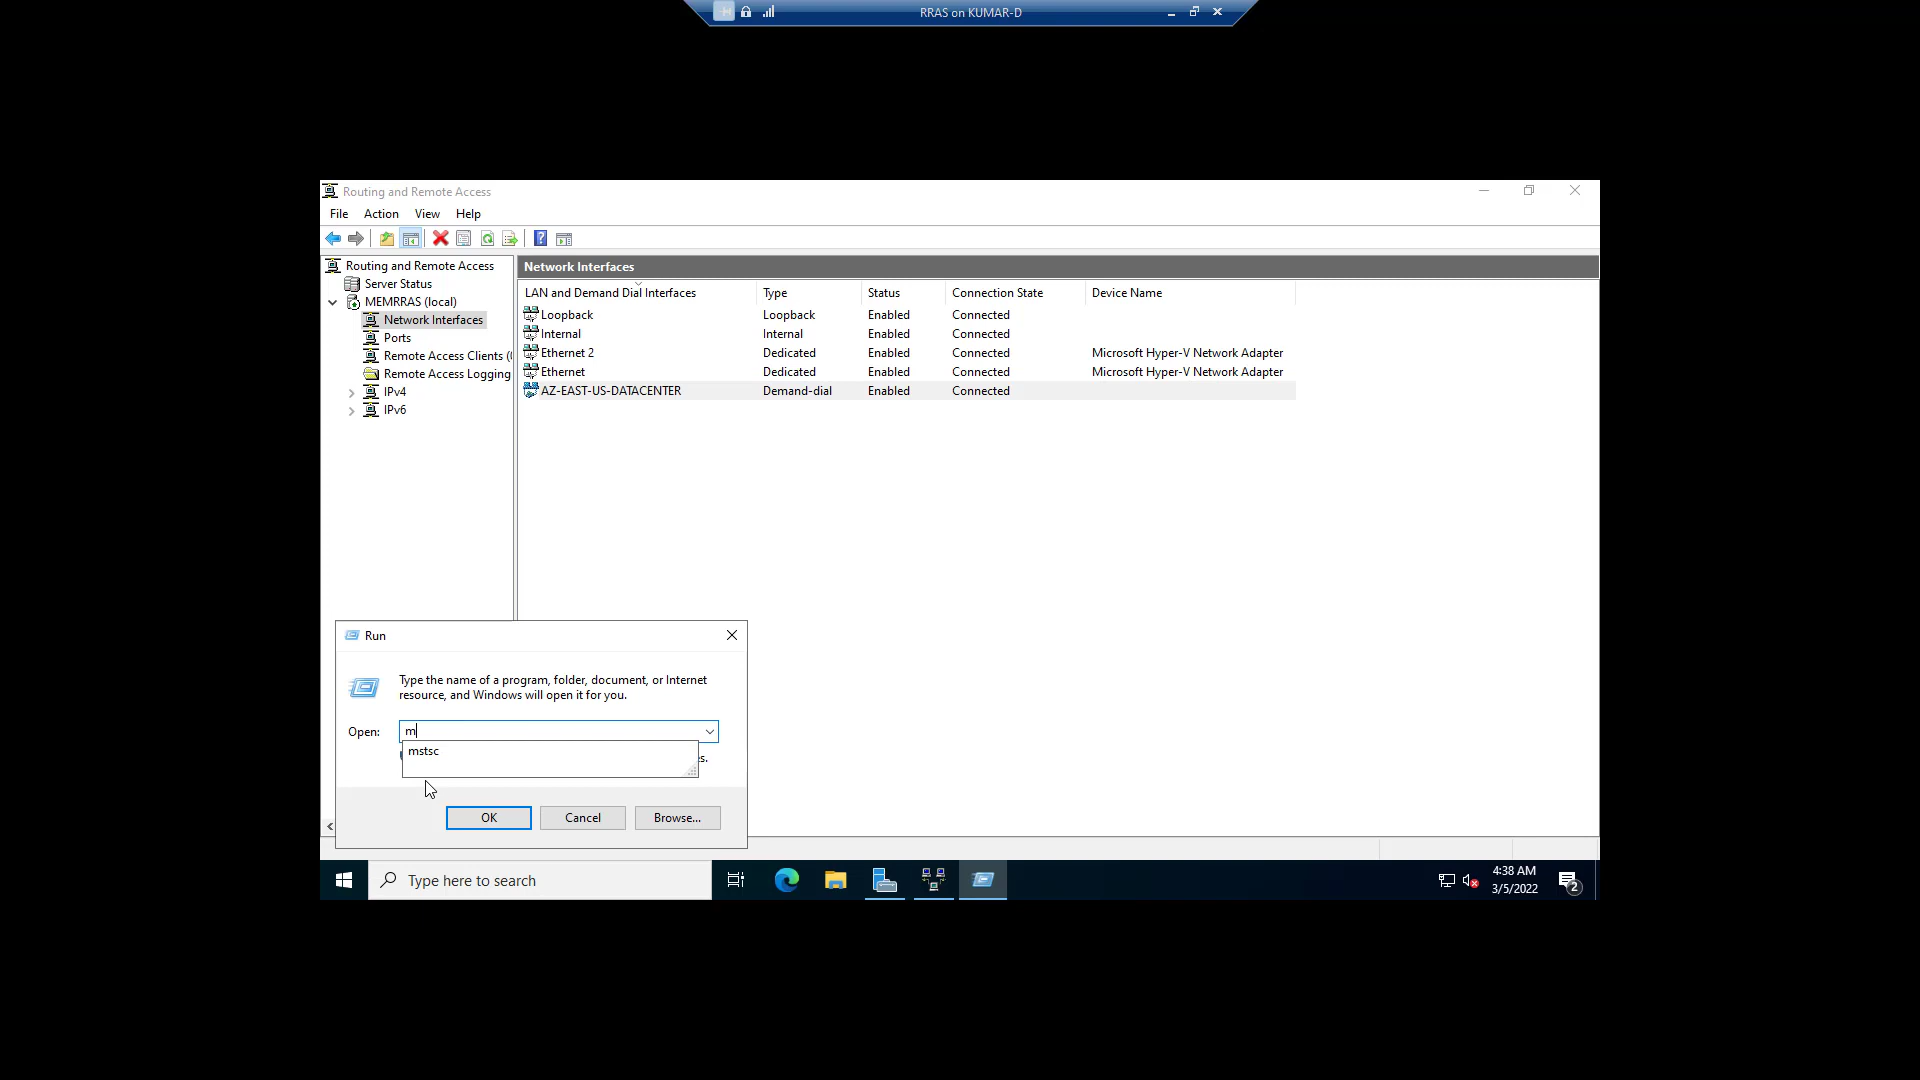 RRAS on KUMAR-D
Routing and Remote Access
File Action View Help
Routing and Remote Access
Server Status
MEMRRAS (local)
Network Interfaces
Ports
Remote Access Clients (
Remote Access Logging
IPv4
IPv6
Network Interfaces
LAN and Demand Dial Interfaces Type Status Connection State Device Name
Loopback Loopback Enabled Connected
Internal Internal Enabled Connected
Ethernet 2 Dedicated Enabled Connected Microsoft Hyper-V Network Adapter
Ethernet Dedicated Enabled Connected Microsoft Hyper-V Network Adapter
AZ-EAST-US-DATACENTER Demand-dial Enabled Connected
Run
Type the name of a program, folder, document, or Internet
resource, and Windows will open it for you.
Open: m
mstsc
s.
OK Cancel Browse...
Type here to search
4:38 AM
3/5/2022
2